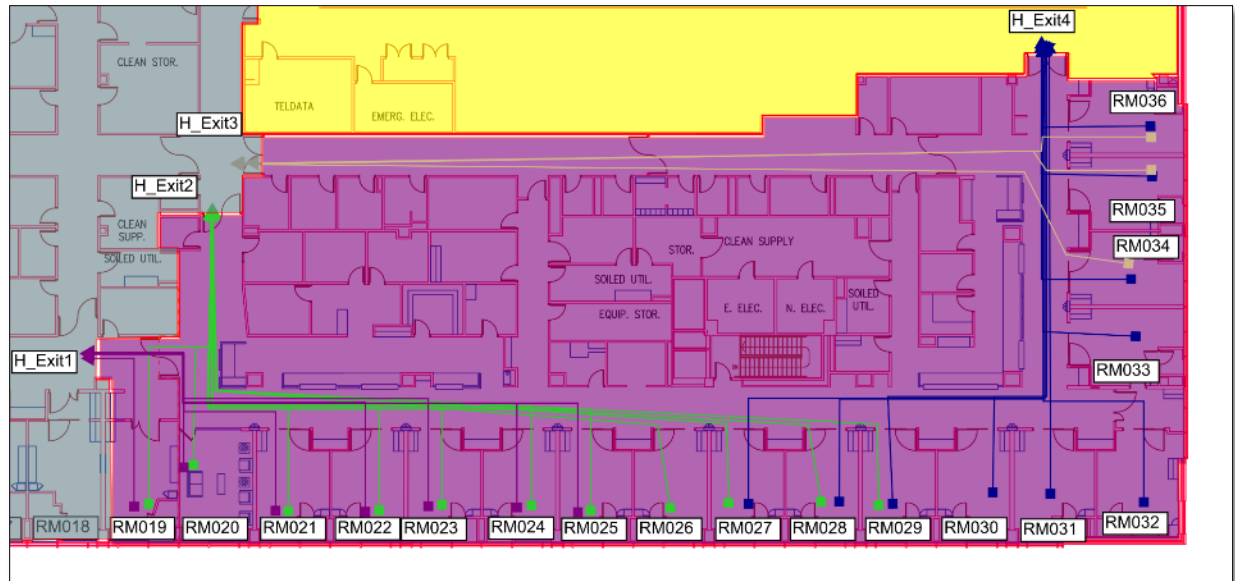 H_Exit4
CLEAN STOR.
RM036
TELDATA
EMERG. ELEC.
H_Exit3
H_Exit2
RM035
CLEAN
SUPP.
STOR.
CLEAN SUPPLY
RM034
SOILED UTIL.
SOILED UTIL.
SOILED
UTIL.
E. ELEC.
N. ELEC.
EQUIP. STOR.
H_Exit1
RM033
RM018
RM019
RM020
RM021
RM022
RM023
RM024
RM025
RM026
RM027
RM028
RM029
RM030
RM031
RM032